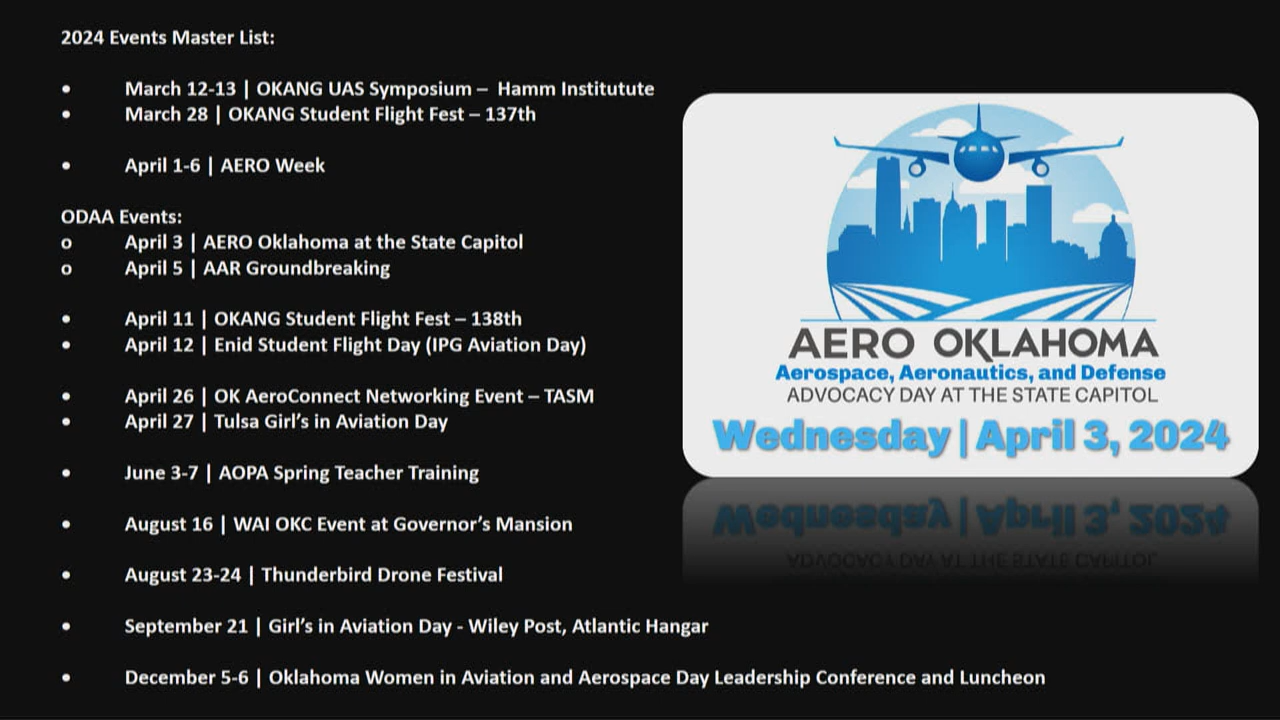 2024 Events Master List:
• March 12-13 | OKANG UAS Symposium – Hamm Institutute
• March 28 | OKANG Student Flight Fest – 137th
• April 1-6 | AERO Week
ODAA Events:
o April 3 | AERO Oklahoma at the State Capitol
o April 5 | AAR Groundbreaking
• April 11 | OKANG Student Flight Fest – 138th
• April 12 | Enid Student Flight Day (IPG Aviation Day)
• April 26 | OK AeroConnect Networking Event – TASM
• April 27 | Tulsa Girl’s in Aviation Day
• June 3-7 | AOPA Spring Teacher Training
• August 16 | WAI OKC Event at Governor’s Mansion
• August 23-24 | Thunderbird Drone Festival
• September 21 | Girl’s in Aviation Day - Wiley Post, Atlantic Hangar
• December 5-6 | Oklahoma Women in Aviation and Aerospace Day Leadership Conference and Luncheon
AERO OKLAHOMA
Aerospace, Aeronautics, and Defense
ADVOCACY DAY AT THE STATE CAPITOL
Wednesday | April 3, 2024